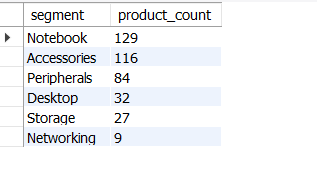 segment product_count
Notebook 129
Accessories 116
Peripherals 84
Desktop 32
Storage 27
Networking 9